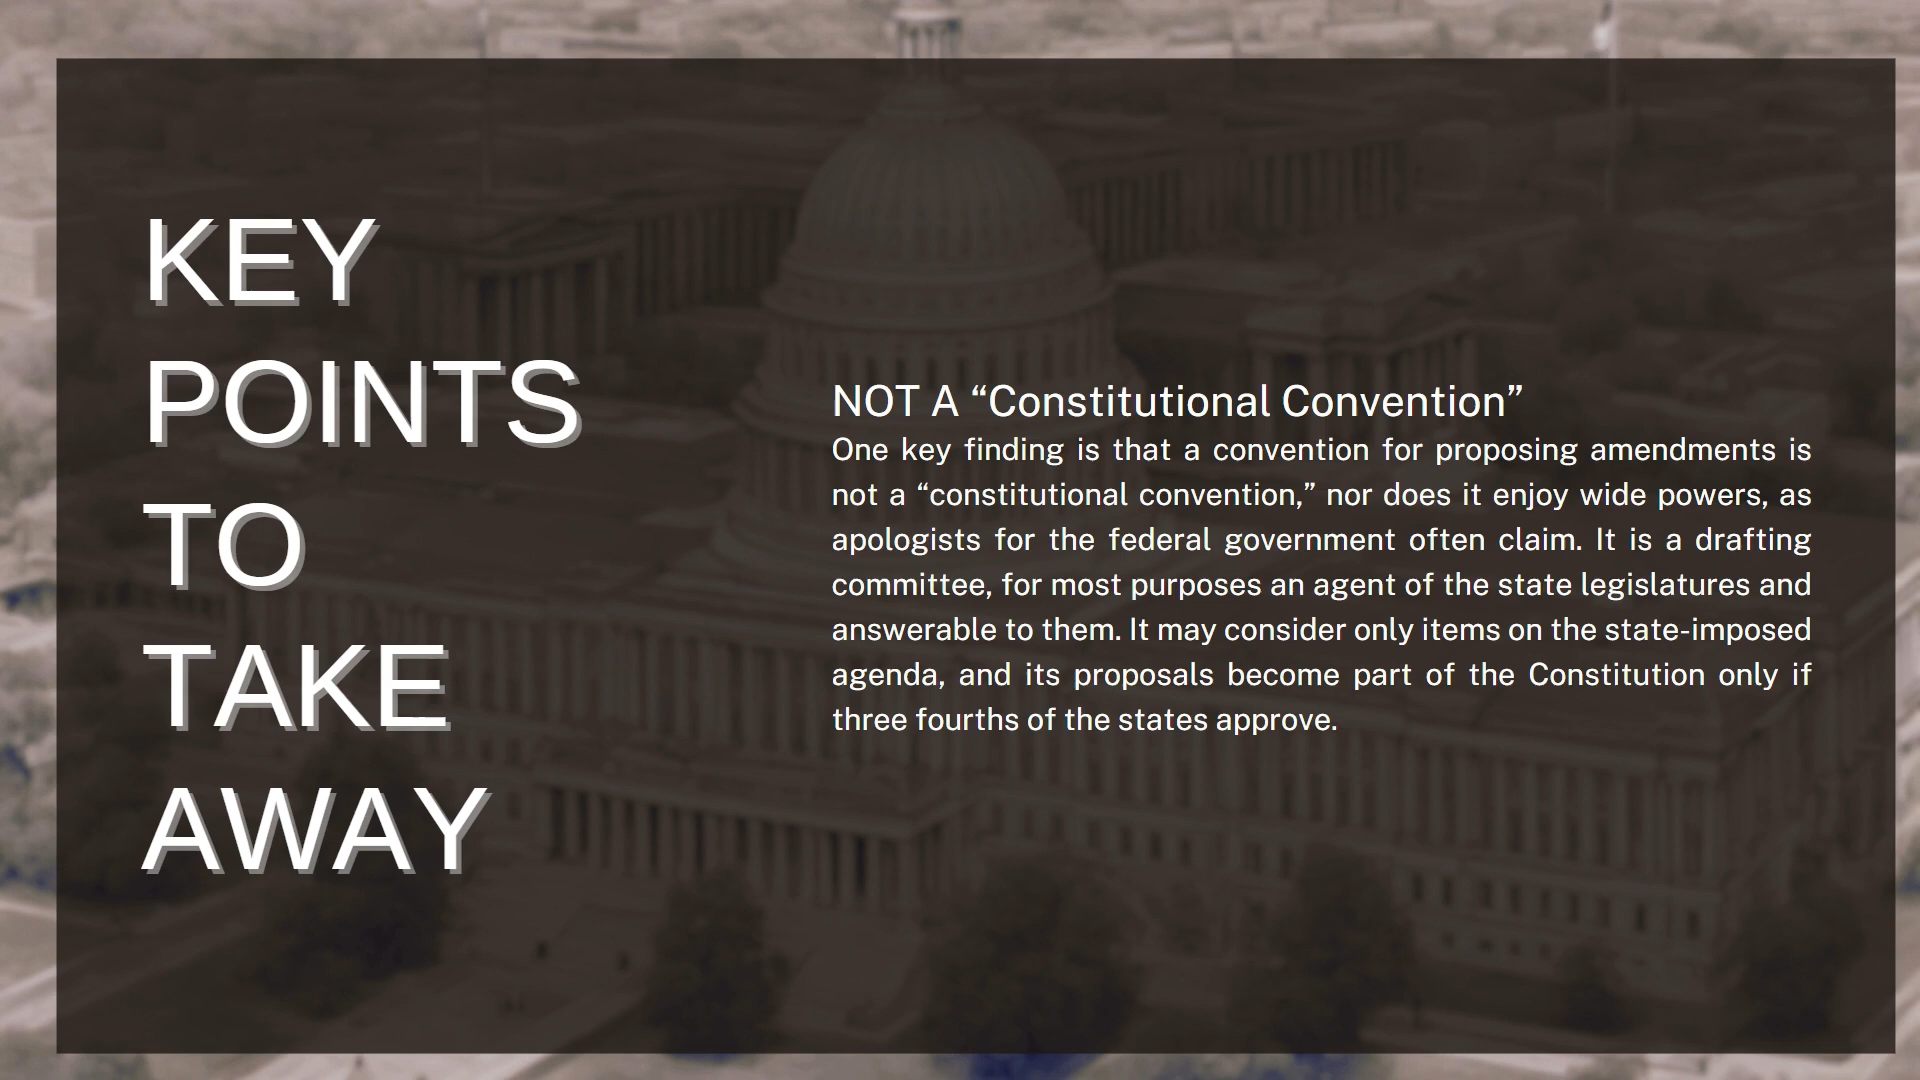 KEY
POINTS
TO
TAKE
AWAY
NOT A “Constitutional Convention”
One key finding is that a convention for proposing amendments is
not a “constitutional convention,” nor does it enjoy wide powers, as
apologists for the federal government often claim. It is a drafting
committee, for most purposes an agent of the state legislatures and
answerable to them. It may consider only items on the state-imposed
agenda, and its proposals become part of the Constitution only if
three fourths of the states approve.